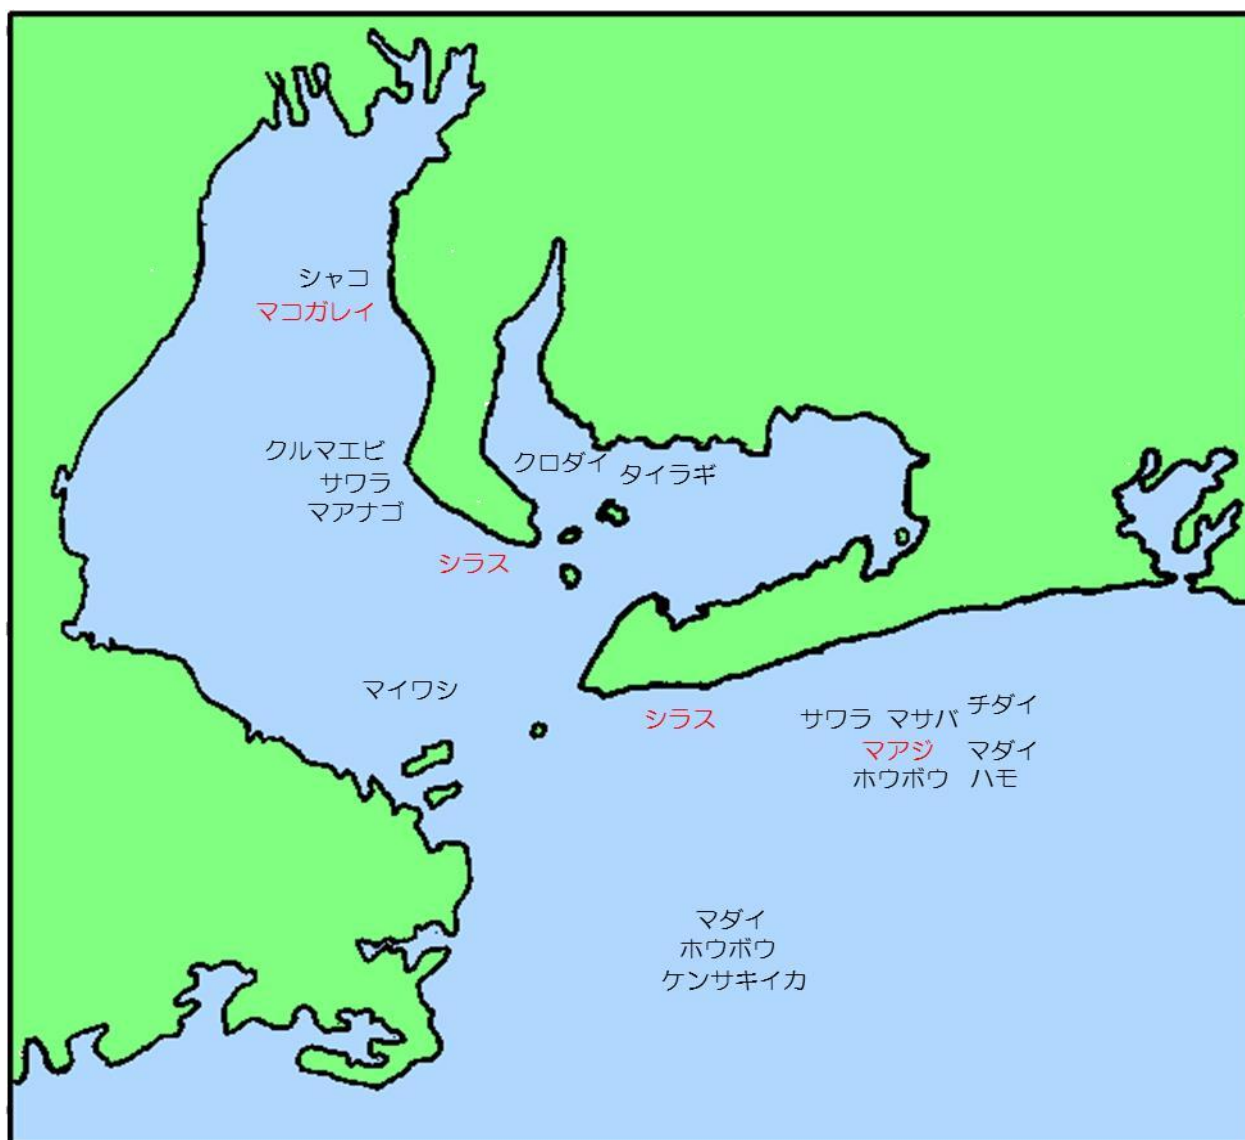 シャコ
マコガレイ
クルマエビ
サワラ
マアナゴ
クロダイ
タイラギ
シラス
マイワシ
シラス
サワラ マサバ チダイ
マアジ マダイ
ホウボウ ハモ
マダイ
ホウボウ
ケンサキイカ